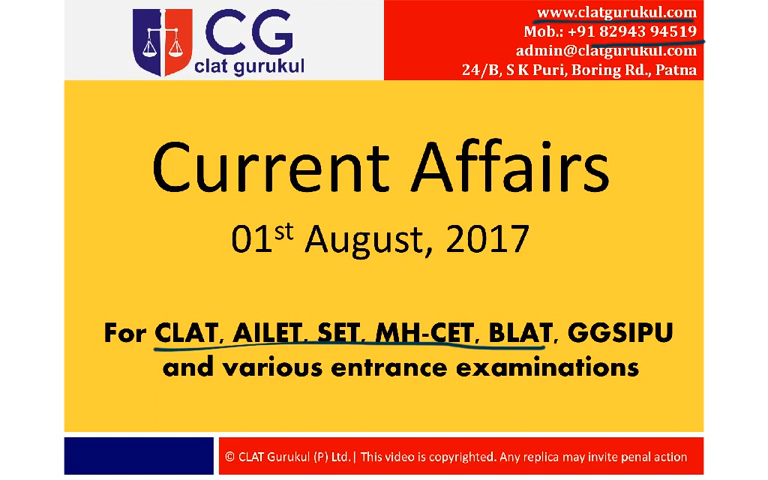 CG
clat gurukul
www.clatgurukul.com
Mob.: +91 82943 94519
admin@clatgurukul.com
24/B, S K Puri, Boring Rd., Patna
Current Affairs
01st August, 2017
For CLAT, AILET, SET, MH-CET, BLAT, GGSIPU
and various entrance examinations
© CLAT Gurukul (P) Ltd.| This video is copyrighted. Any replica may invite penal action